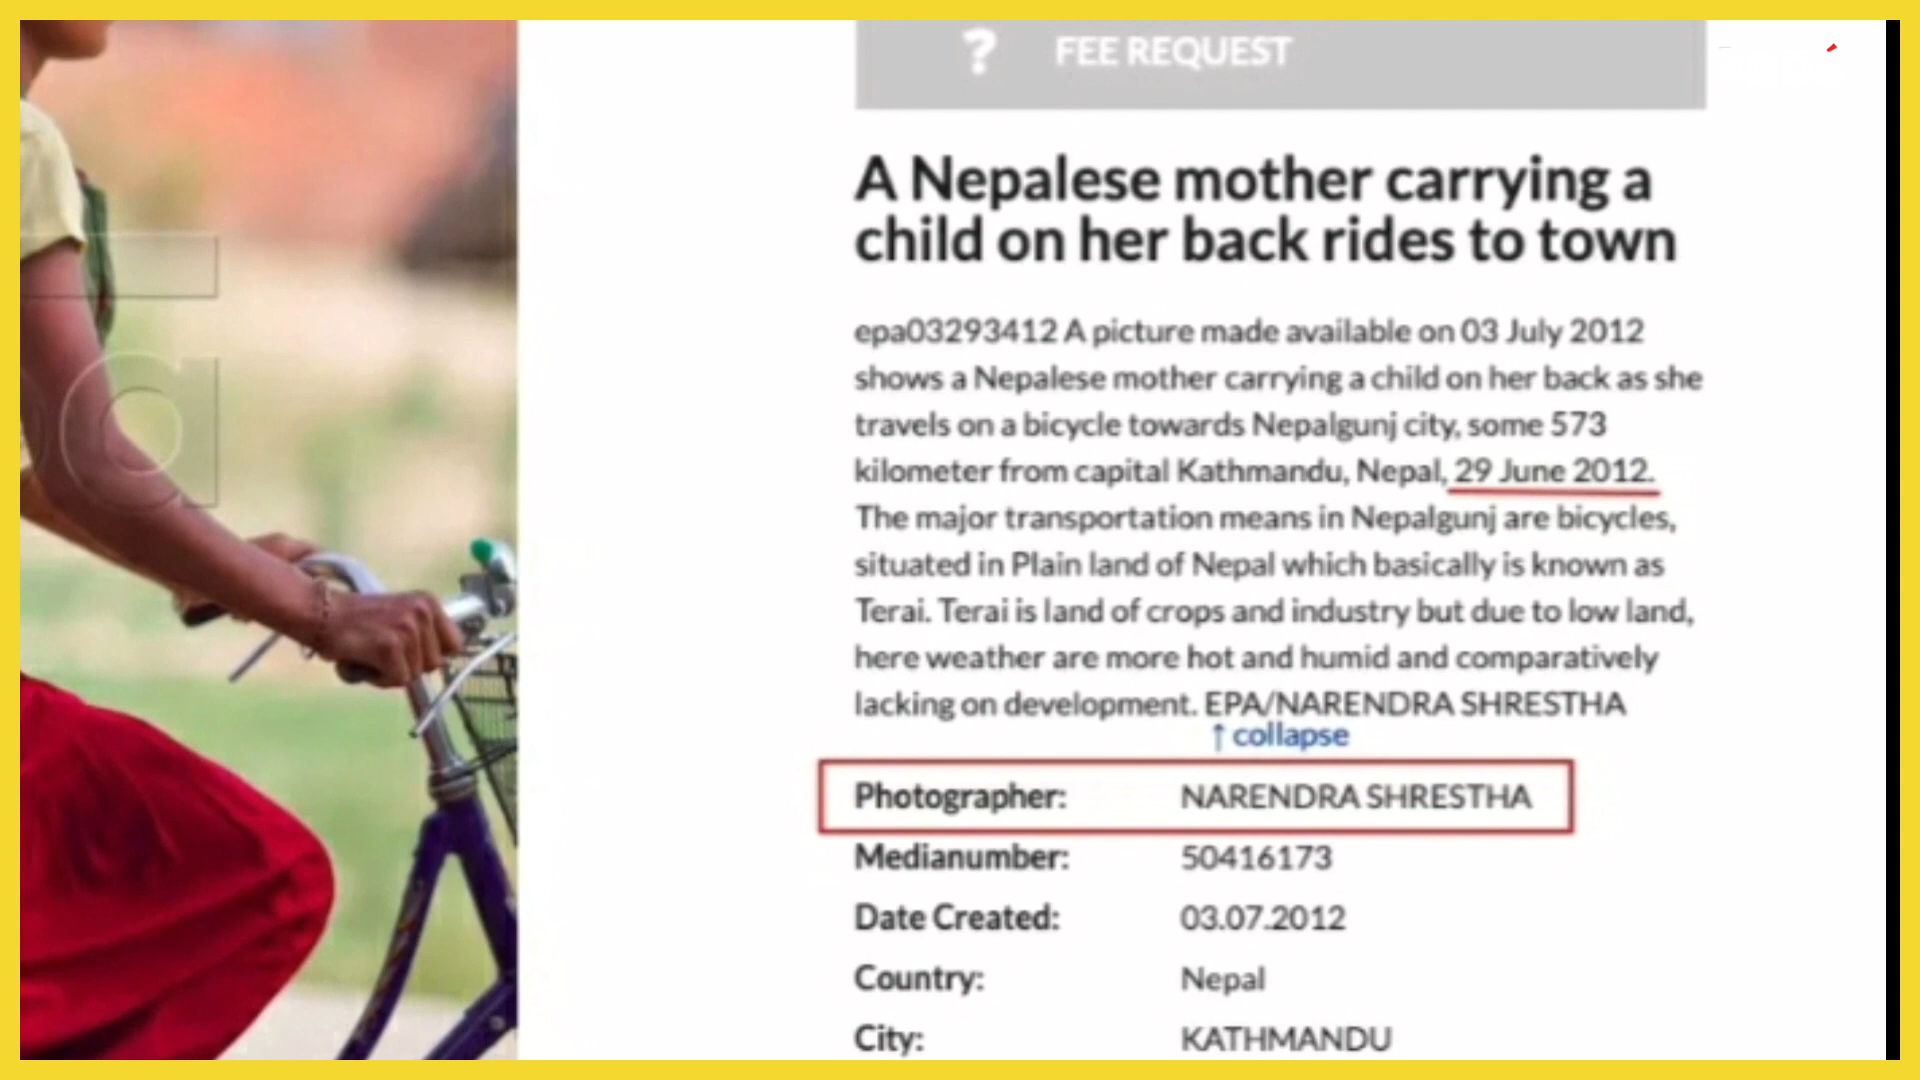 ? FEE REQUEST
A Nepalese mother carrying a
child on her back rides to town
epa03293412 A picture made available on 03 July 2012
shows a Nepalese mother carrying a child on her back as she
travels on a bicycle towards Nepalgunj city, some 573
kilometer from capital Kathmandu, Nepal, 29 June 2012.
The major transportation means in Nepalgunj are bicycles,
situated in Plain land of Nepal which basically is known as
Terai. Terai is land of crops and industry but due to low land,
here weather are more hot and humid and comparatively
lacking on development. EPA/NARENDRA SHRESTHA
↑ collapse
Photographer: NARENDRA SHRESTHA
Medianumber: 50416173
Date Created: 03.07.2012
Country: Nepal
City: KATHMANDU